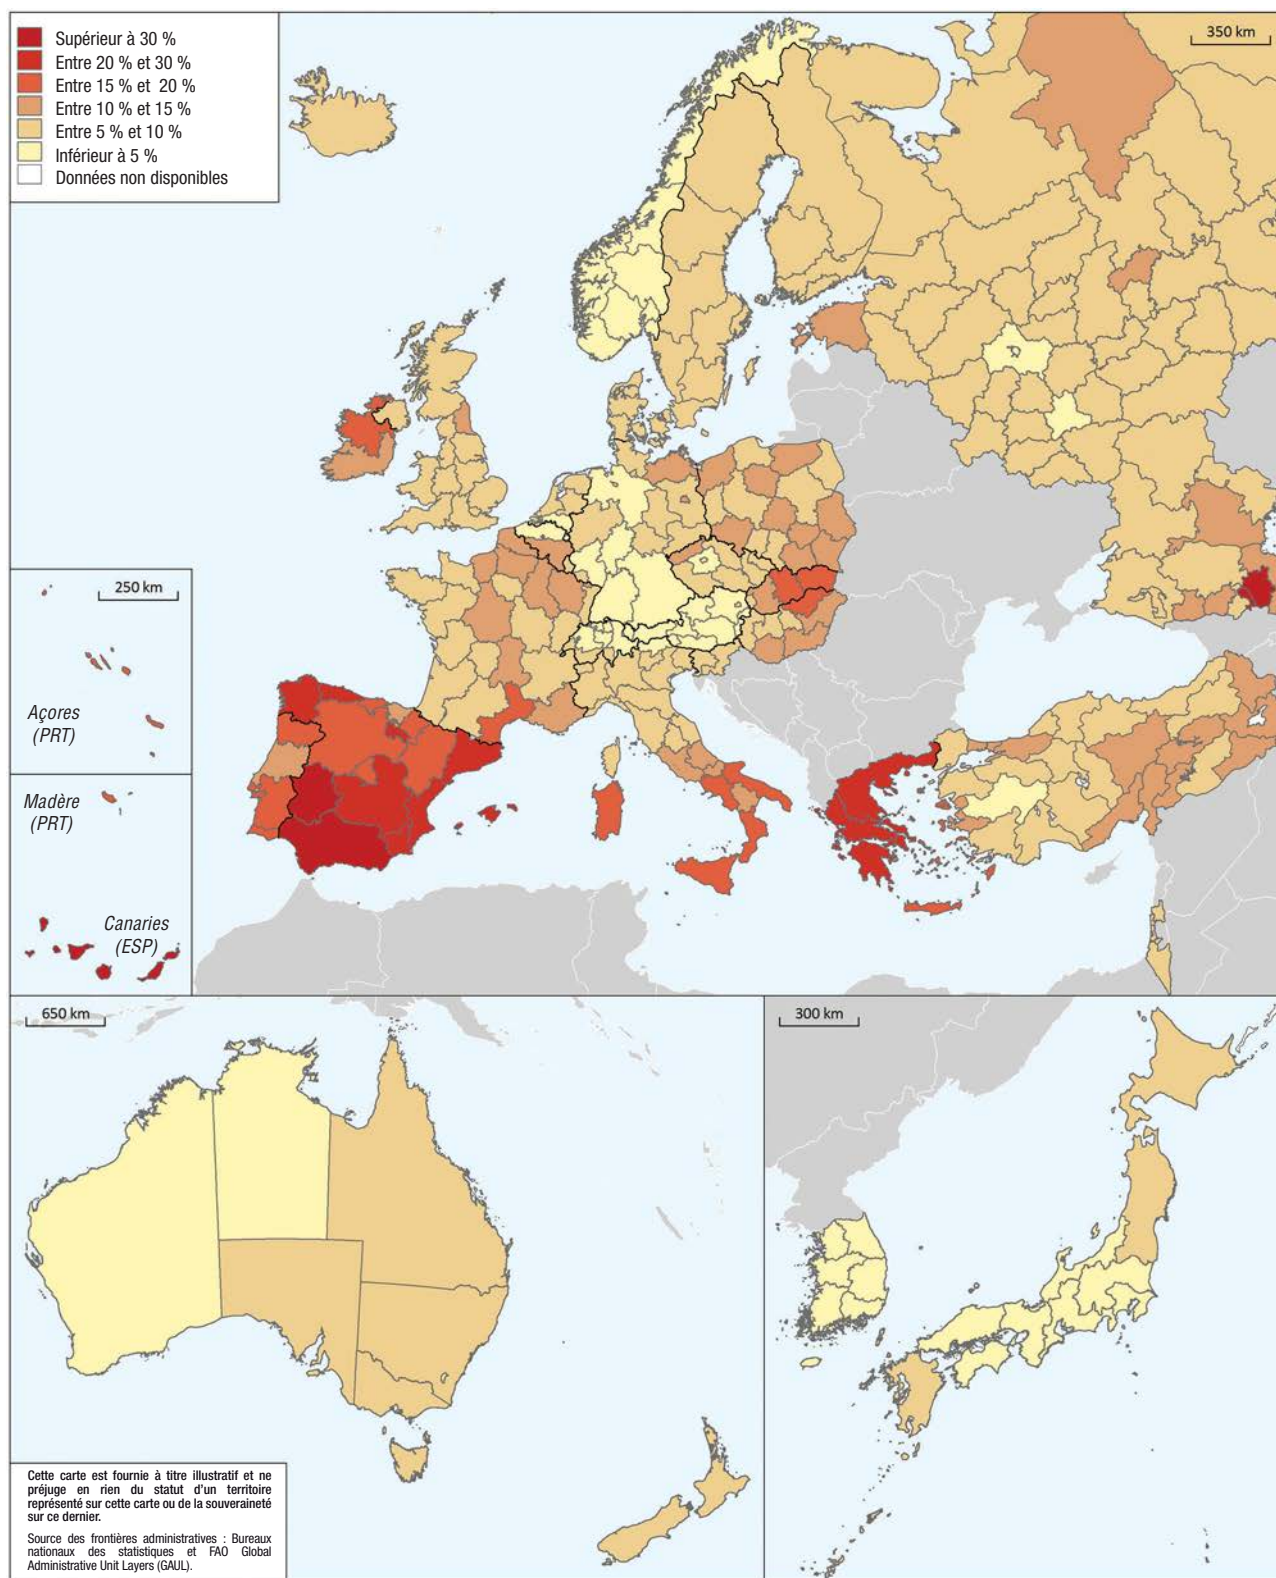 Supérieur à 30 %
Entre 20 % et 30 %
Entre 15 % et 20 %
Entre 10 % et 15 %
Entre 5 % et 10 %
Inférieur à 5 %
Données non disponibles
350 km
250 km
Açores
(PRT)
Madère
(PRT)
Canaries
(ESP)
650 km
300 km
Cette carte est fournie à titre illustratif et ne
préjuge en rien du statut d'un territoire
représenté sur cette carte ou de la souveraineté
sur ce dernier.
Source des frontières administratives : Bureaux
nationaux des statistiques et FAO Global
Administrative Unit Layers (GAUL).